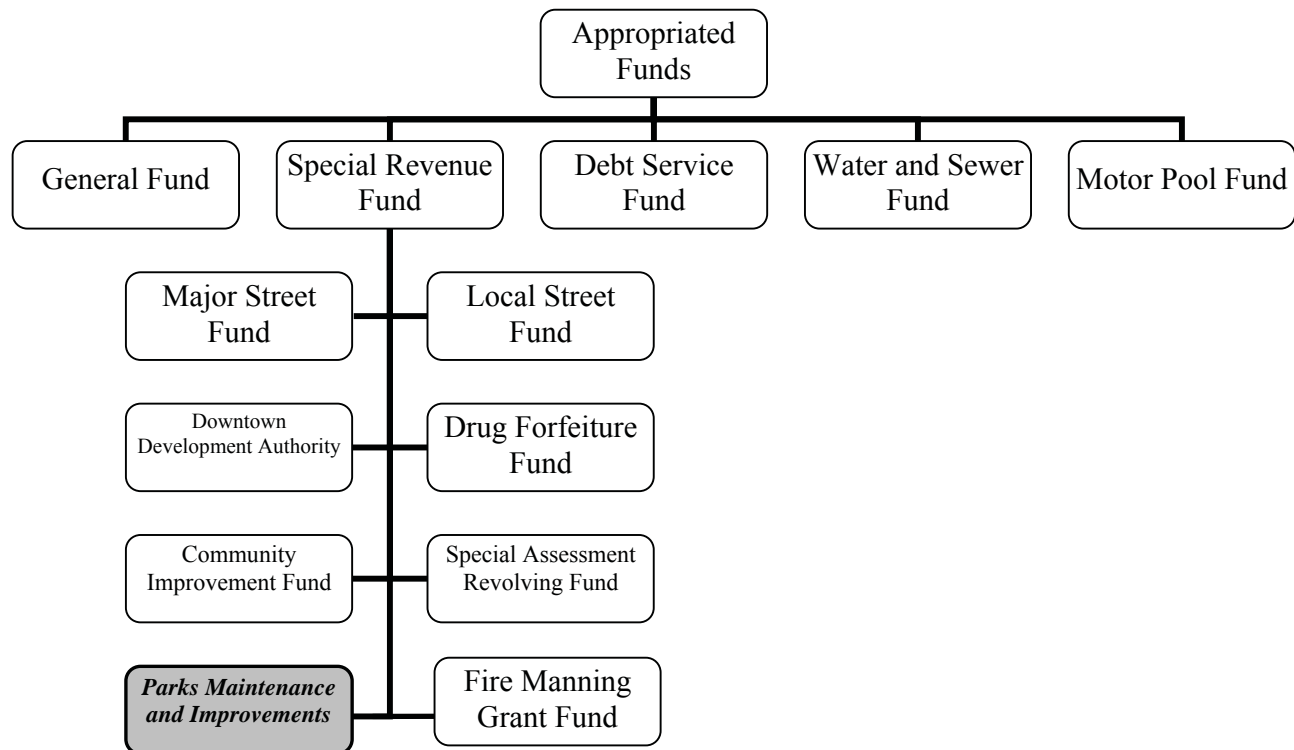 Appropriated
Funds
General Fund
Special Revenue
Fund
Debt Service
Fund
Water and Sewer
Fund
Motor Pool Fund
Major Street
Fund
Local Street
Fund
Downtown
Development Authority
Drug Forfeiture
Fund
Community
Improvement Fund
Special Assessment
Revolving Fund
Parks Maintenance
and Improvements
Fire Manning
Grant Fund